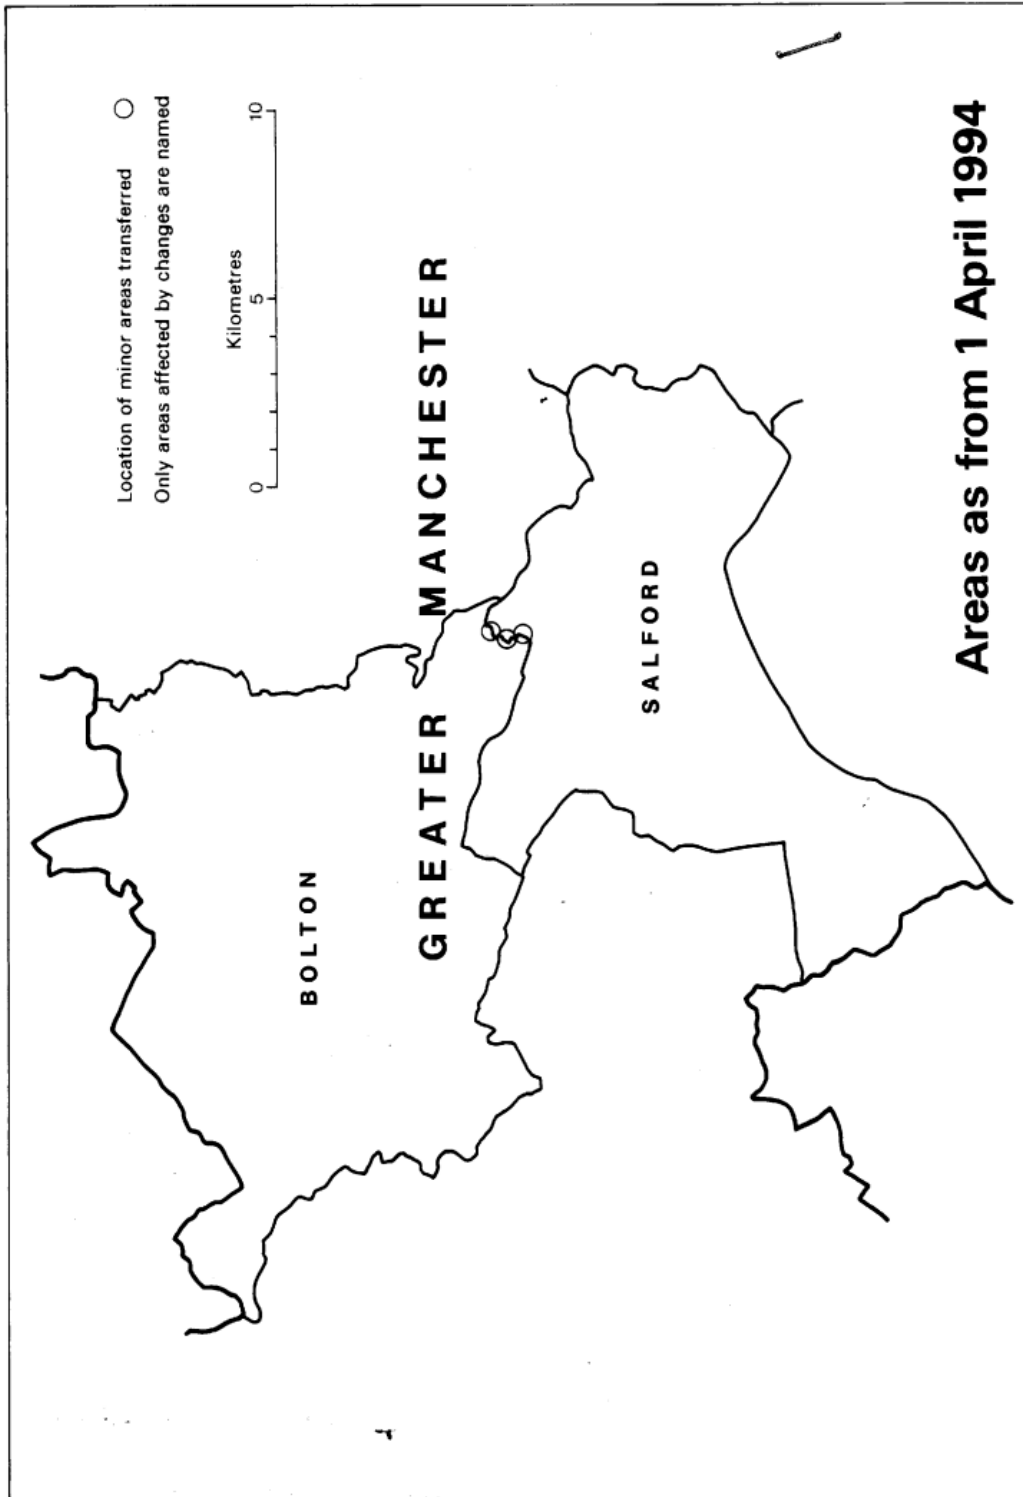 Location of minor areas transferred
Only areas affected by changes are named
Kilometres
0 5 10
GREATER MANCHESTER
BOLTON
SALFORD
Areas as from 1 April 1994